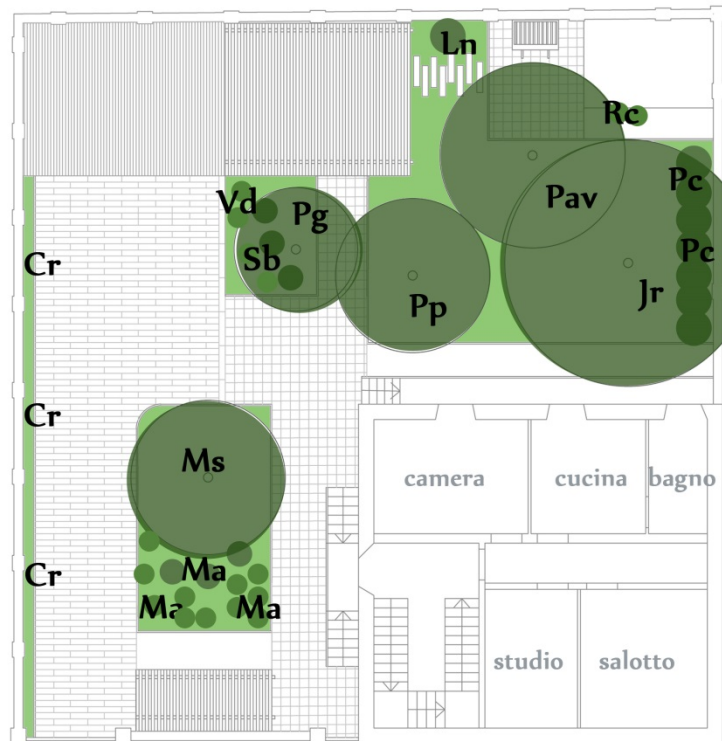 Ln
Rc
Vd
Pg
Pav
Pc
Cr
Sb
Pp
Jr
Pc
Cr
Ms
camera
cucina
bagno
Cr
Ma
Ma
Ma
studio
salotto